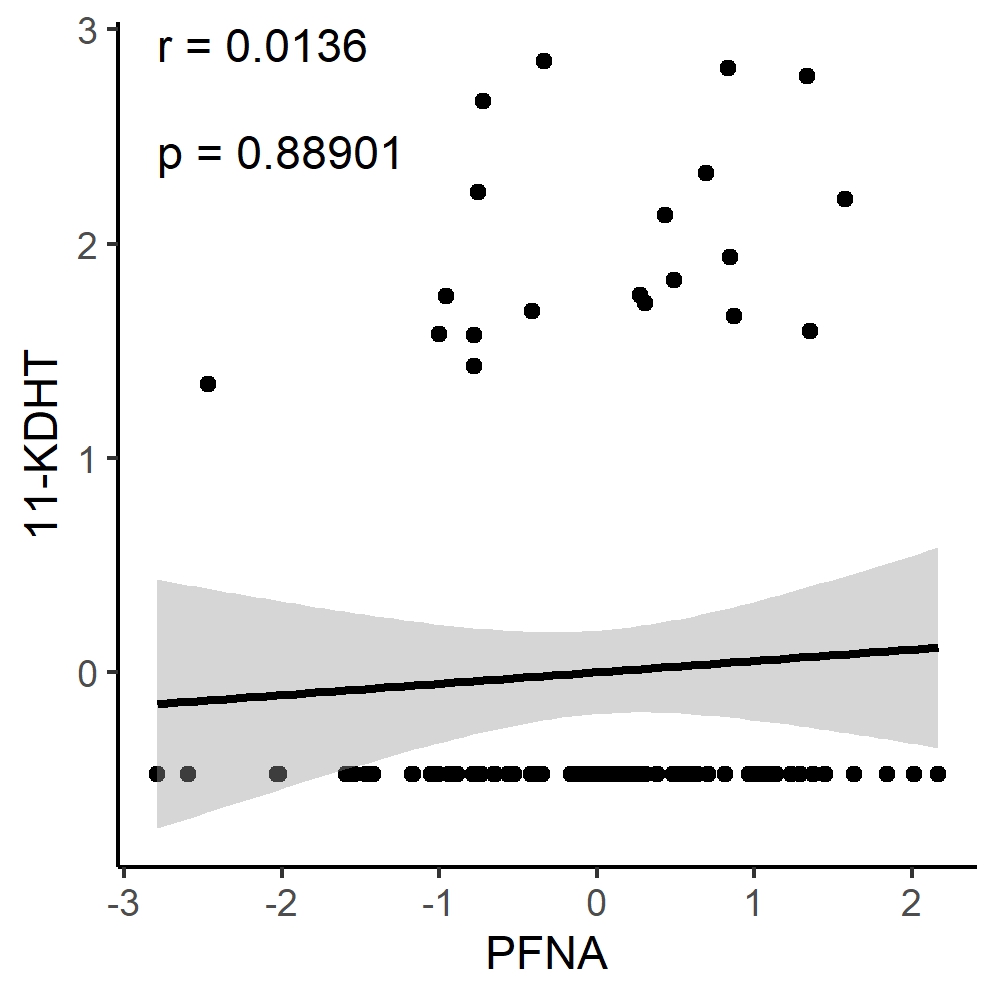 3
r = 0.0136
p = 0.88901
2
1
0
11-KDHT
-3 -2 -1 0 1 2
PFNA